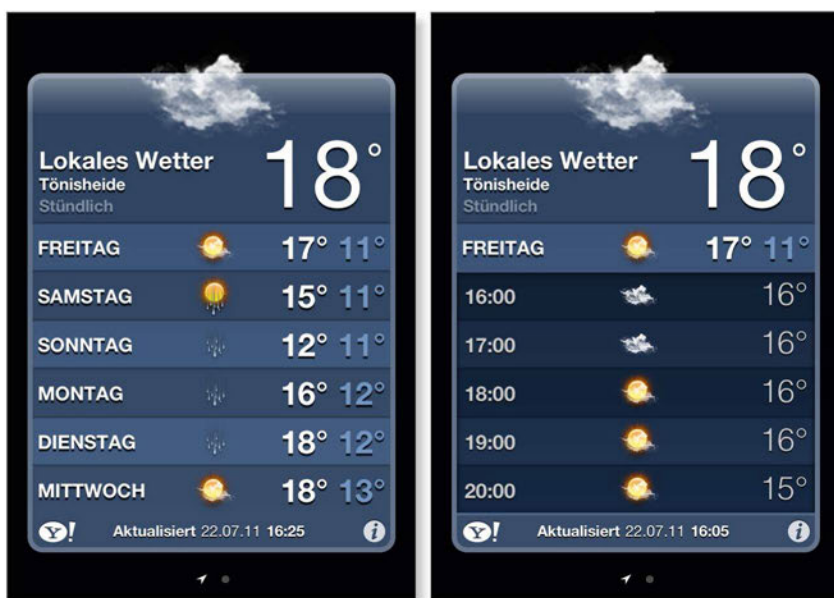 Lokales Wetter
18°
Tönisheide
Stündlich
FREITAG 17° 11°
SAMSTAG 15° 11°
SONNTAG 12° 11°
MONTAG 16° 12°
DIENSTAG 18° 12°
MITTWOCH 18° 13°
Y! Aktualisiert 22.07.11 16:25 i
Lokales Wetter
18°
Tönisheide
Stündlich
FREITAG 17° 11°
16:00 16°
17:00 16°
18:00 16°
19:00 16°
20:00 15°
Y! Aktualisiert 22.07.11 16:05 i